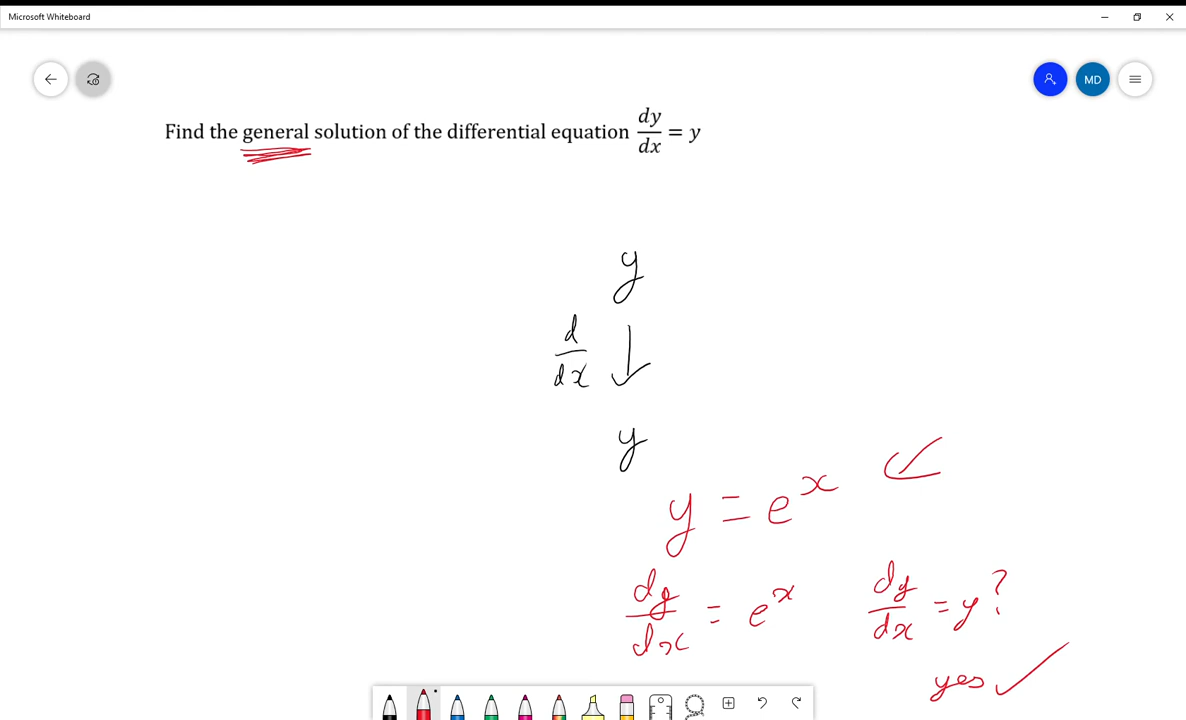 Microsoft Whiteboard
MD
Find the general solution of the differential equation dy/dx = y
y
d/dx ↓
y
y = e^x
dy/dx = e^x
dy/dx = y?
yes ✓